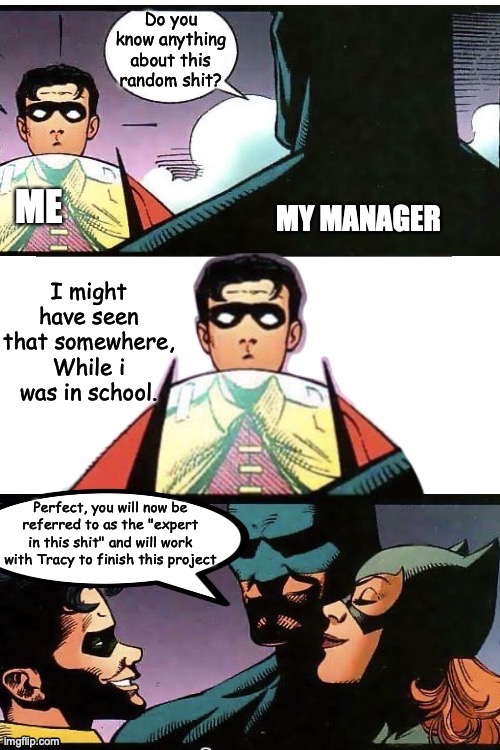 Do you
know anything
about this
random shit?
ME
MY MANAGER
I might
have seen
that somewhere,
While i
was in school.
Perfect, you will now be
referred to as the "expert
in this shit" and will work
with Tracy to finish this project
imgflip.com